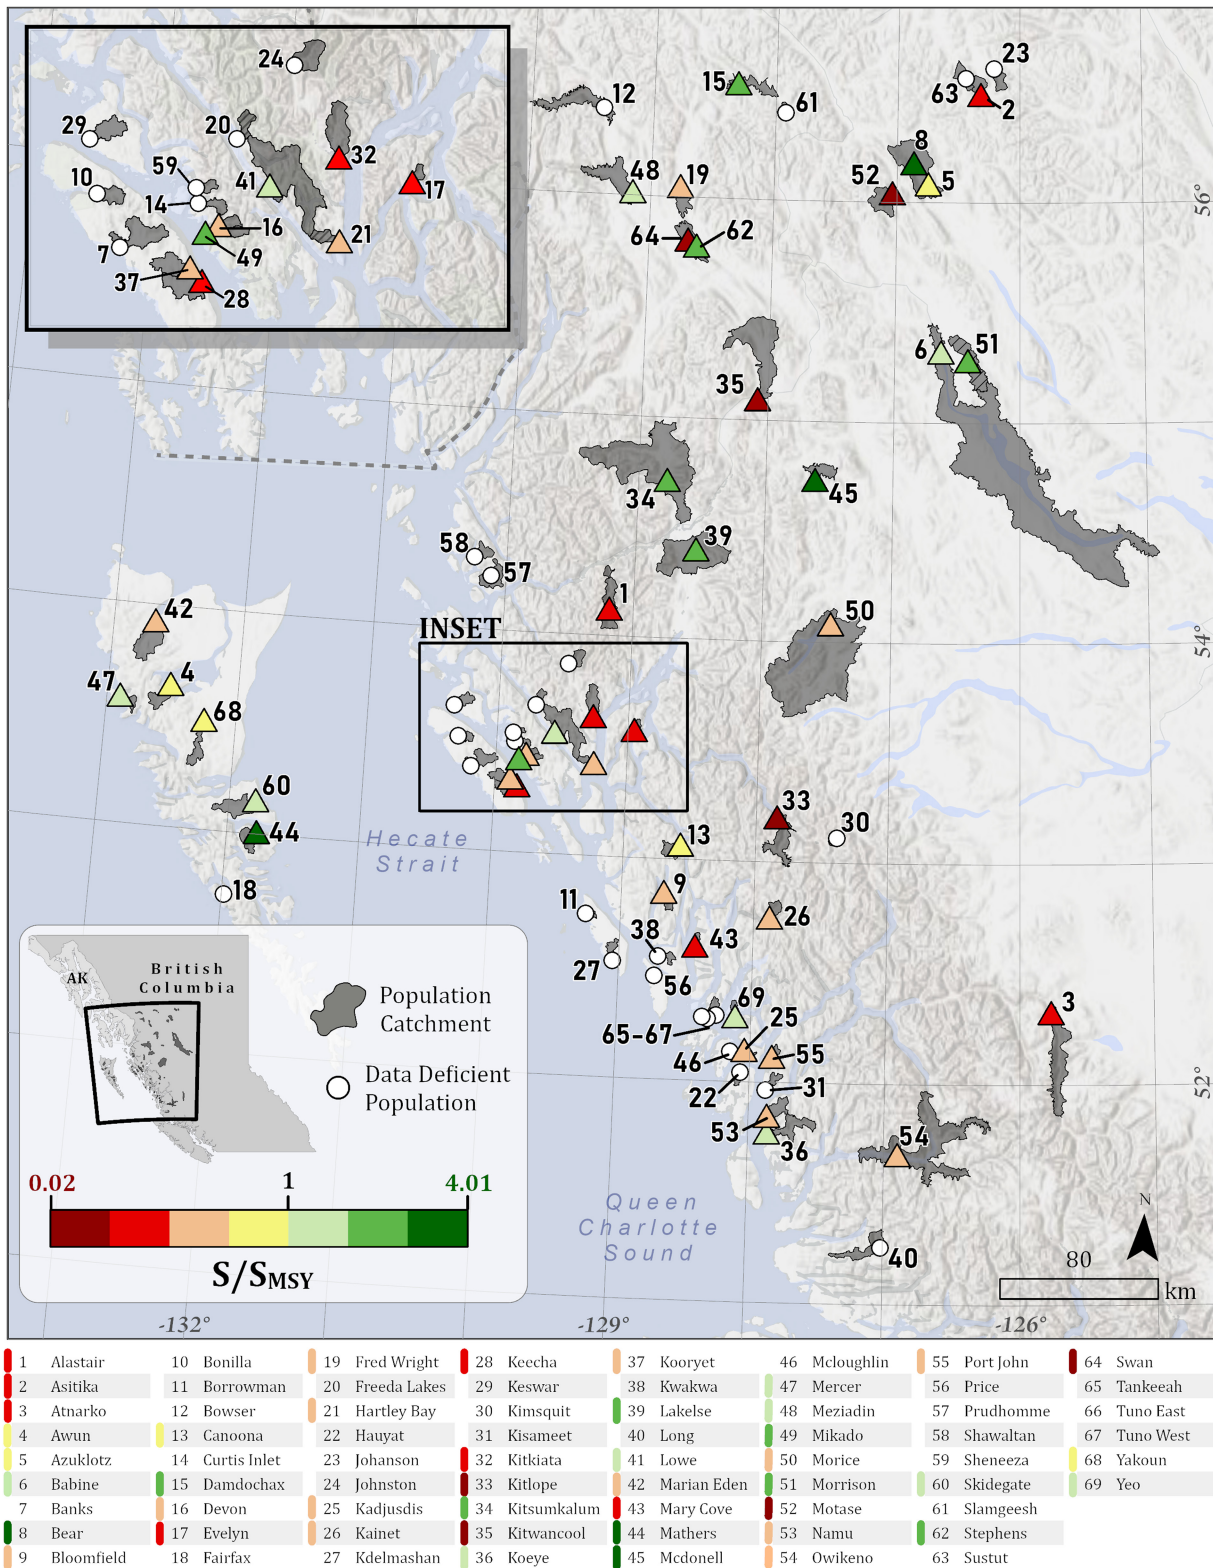 24
29
20
59
32
10
41
17
14
16
21
7
49
37
28
12
15
61
23
63
2
8
48
19
52
5
64
62
56°
6
51
35
34
45
39
58
57
1
54°
42
INSET
50
47
4
68
60
44
33
30
Hecate
Strait
13
18
9
11
26
38
43
27
56
3
69
65-67
25
55
46
22
31
52°
53
36
54
40
Queen
Charlotte
Sound
AK
British
Columbia
Population
Catchment
Data Deficient
Population
0.02
1
4.01
S/SMSY
N
80
km
-132°
-129°
-126°
1 Alastair
2 Asitika
3 Atnarko
4 Awun
5 Azuklotz
6 Babine
7 Banks
8 Bear
9 Bloomfield
10 Bonilla
11 Borrowman
12 Bowser
13 Canoona
14 Curtis Inlet
15 Damdochax
16 Devon
17 Evelyn
18 Fairfax
19 Fred Wright
20 Freeda Lakes
21 Hartley Bay
22 Hauyat
23 Johanson
24 Johnston
25 Kadjusdis
26 Kainet
27 Kdelmashan
28 Keecha
29 Keswar
30 Kimsquit
31 Kisameet
32 Kitkiata
33 Kitlope
34 Kitsumkalum
35 Kitwancool
36 Koeye
37 Kooryet
38 Kwakwa
39 Lakelse
40 Long
41 Lowe
42 Marian Eden
43 Mary Cove
44 Mathers
45 Mcdonell
46 Mcloughlin
47 Mercer
48 Meziadin
49 Mikado
50 Morice
51 Morrison
52 Motase
53 Namu
54 Owikeno
55 Port John
56 Price
57 Prudhomme
58 Shawaltan
59 Sheneeza
60 Skidegate
61 Slamgeesh
62 Stephens
63 Sustut
64 Swan
65 Tankeeah
66 Tuno East
67 Tuno West
68 Yakoun
69 Yeo